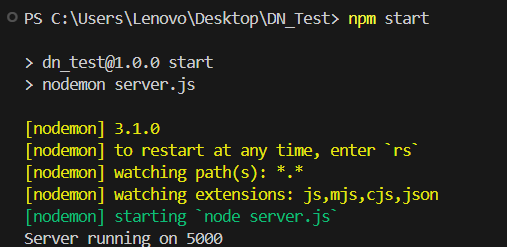 PS C:\Users\Lenovo\Desktop\DN_Test> npm start
> dn_test@1.0.0 start
> nodemon server.js
[nodemon] 3.1.0
[nodemon] to restart at any time, enter `rs`
[nodemon] watching path(s): *.*
[nodemon] watching extensions: js,mjs,cjs,json
[nodemon] starting `node server.js`
Server running on 5000